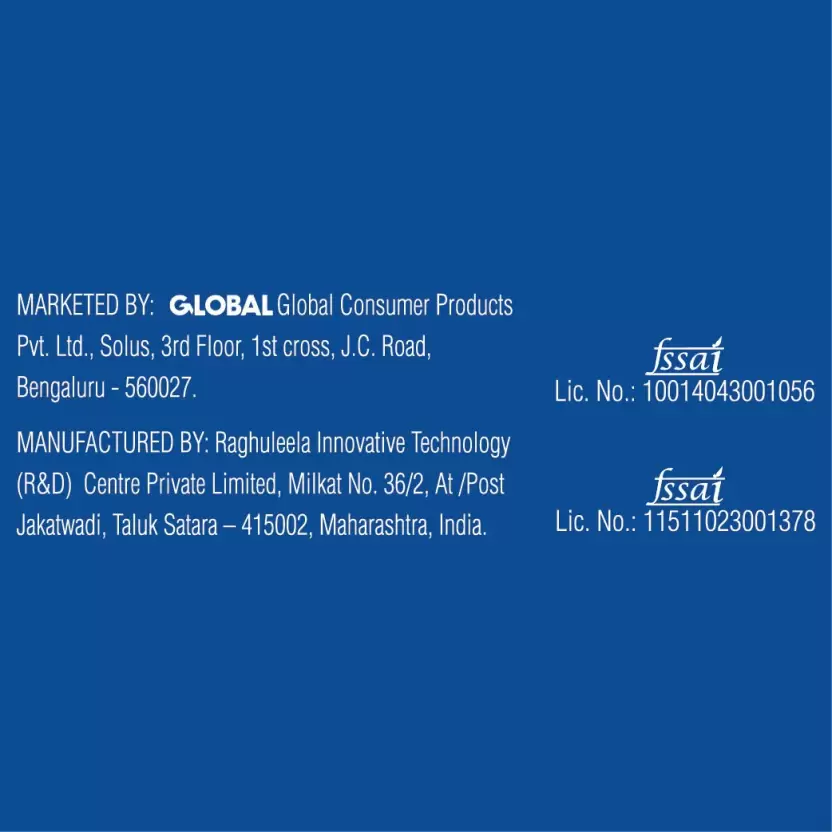 MARKETED BY: GLOBAL Global Consumer Products
Pvt. Ltd., Solus, 3rd Floor, 1st cross, J.C. Road,
Bengaluru - 560027.
fssai
Lic. No.: 10014043001056
MANUFACTURED BY: Raghuleela Innovative Technology
(R&D) Centre Private Limited, Milkat No. 36/2, At /Post
Jakatwadi, Taluk Satara – 415002, Maharashtra, India.
fssai
Lic. No.: 11511023001378